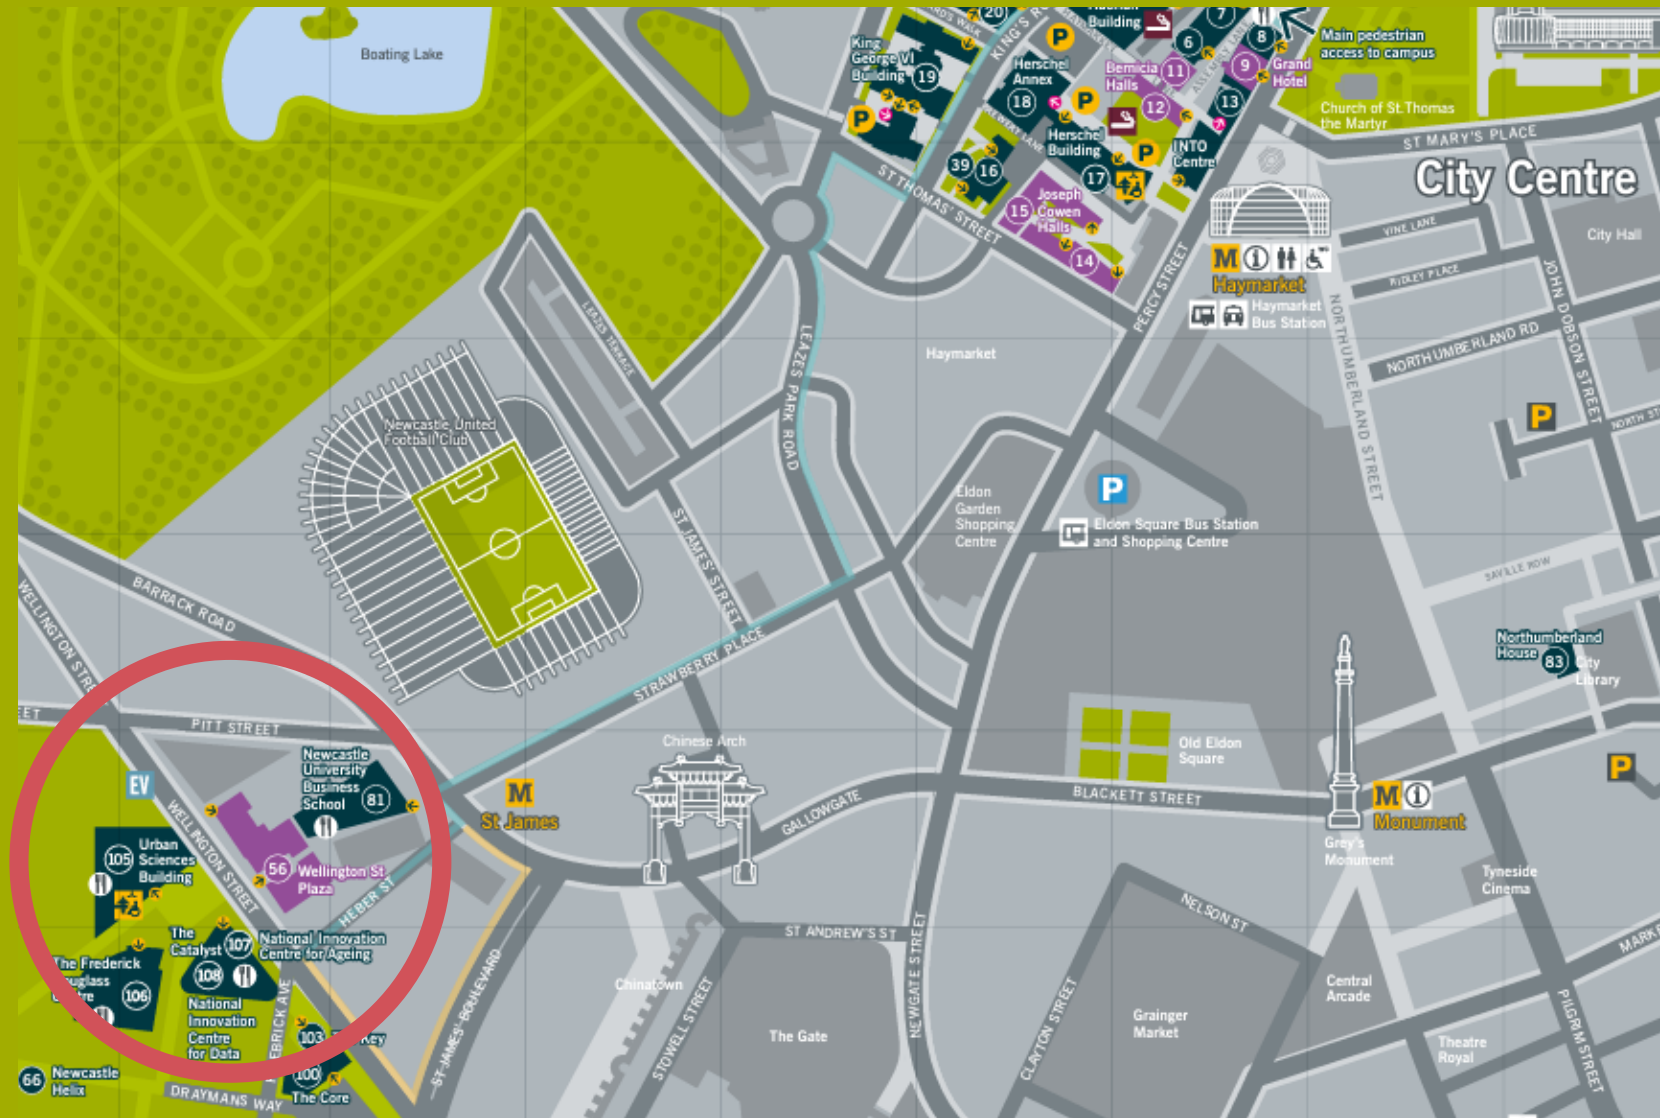 Boating Lake
King
George VI
Building
19
20
KING'S
Herschel
Annex
18
Building
7
6
8
Bernicia
Halls
11
12
9
Grand
Hotel
13
Main pedestrian
access to campus
Church of St.Thomas
the Martyr
ST MARY'S PLACE
City Centre
P
P
P
P
Herschel
Building
17
INTO
Centre
39
16
Joseph
Cowen
Halls
15
14
ST THOMAS' STREET
PERCY STREET
M
Haymarket
Haymarket
Bus Station
VINE LANE
RIDLEY PLACE
City Hall
JOHN DOBSON STREET
NORTHUMBERLAND RD
NORTHUMBERLAND STREET
LEAZES TERRACE
LEAZES PARK ROAD
Haymarket
Newcastle United
Football Club
P
P
Eldon
Garden
Shopping
Centre
Eldon Square Bus Station
and Shopping Centre
ST JAMES' STREET
SAVILLE ROW
BARRACK ROAD
WELLINGTON STRE
STRAWBERRY PLACE
Northumberland
House
83
City
Library
PITT STREET
EET
EV
Newcastle
University
Business
School
81
M
St James
Chinese Arch
GALLOWGATE
Old Eldon
Square
BLACKETT STREET
M
Monument
Grey's
Monument
P
WELLINGTON STREET
105
Urban
Sciences
Building
56
Wellington St
Plaza
HEBER ST
Tyneside
Cinema
NELSON ST
The
Catalyst
107
National Innovation
Centre for Ageing
108
National
Innovation
Centre
for Data
The Frederick
106
ST ANDREW'S ST
NEWGATE STREET
Chinatown
STOWELL STREET
ST JAMES' BOULEVARD
The Gate
CLAYTON STREET
Grainger
Market
Central
Arcade
Theatre
Royal
PILGRIM STREET
103
100
The Core
66
Newcastle
Helix
DRAYMANS WAY